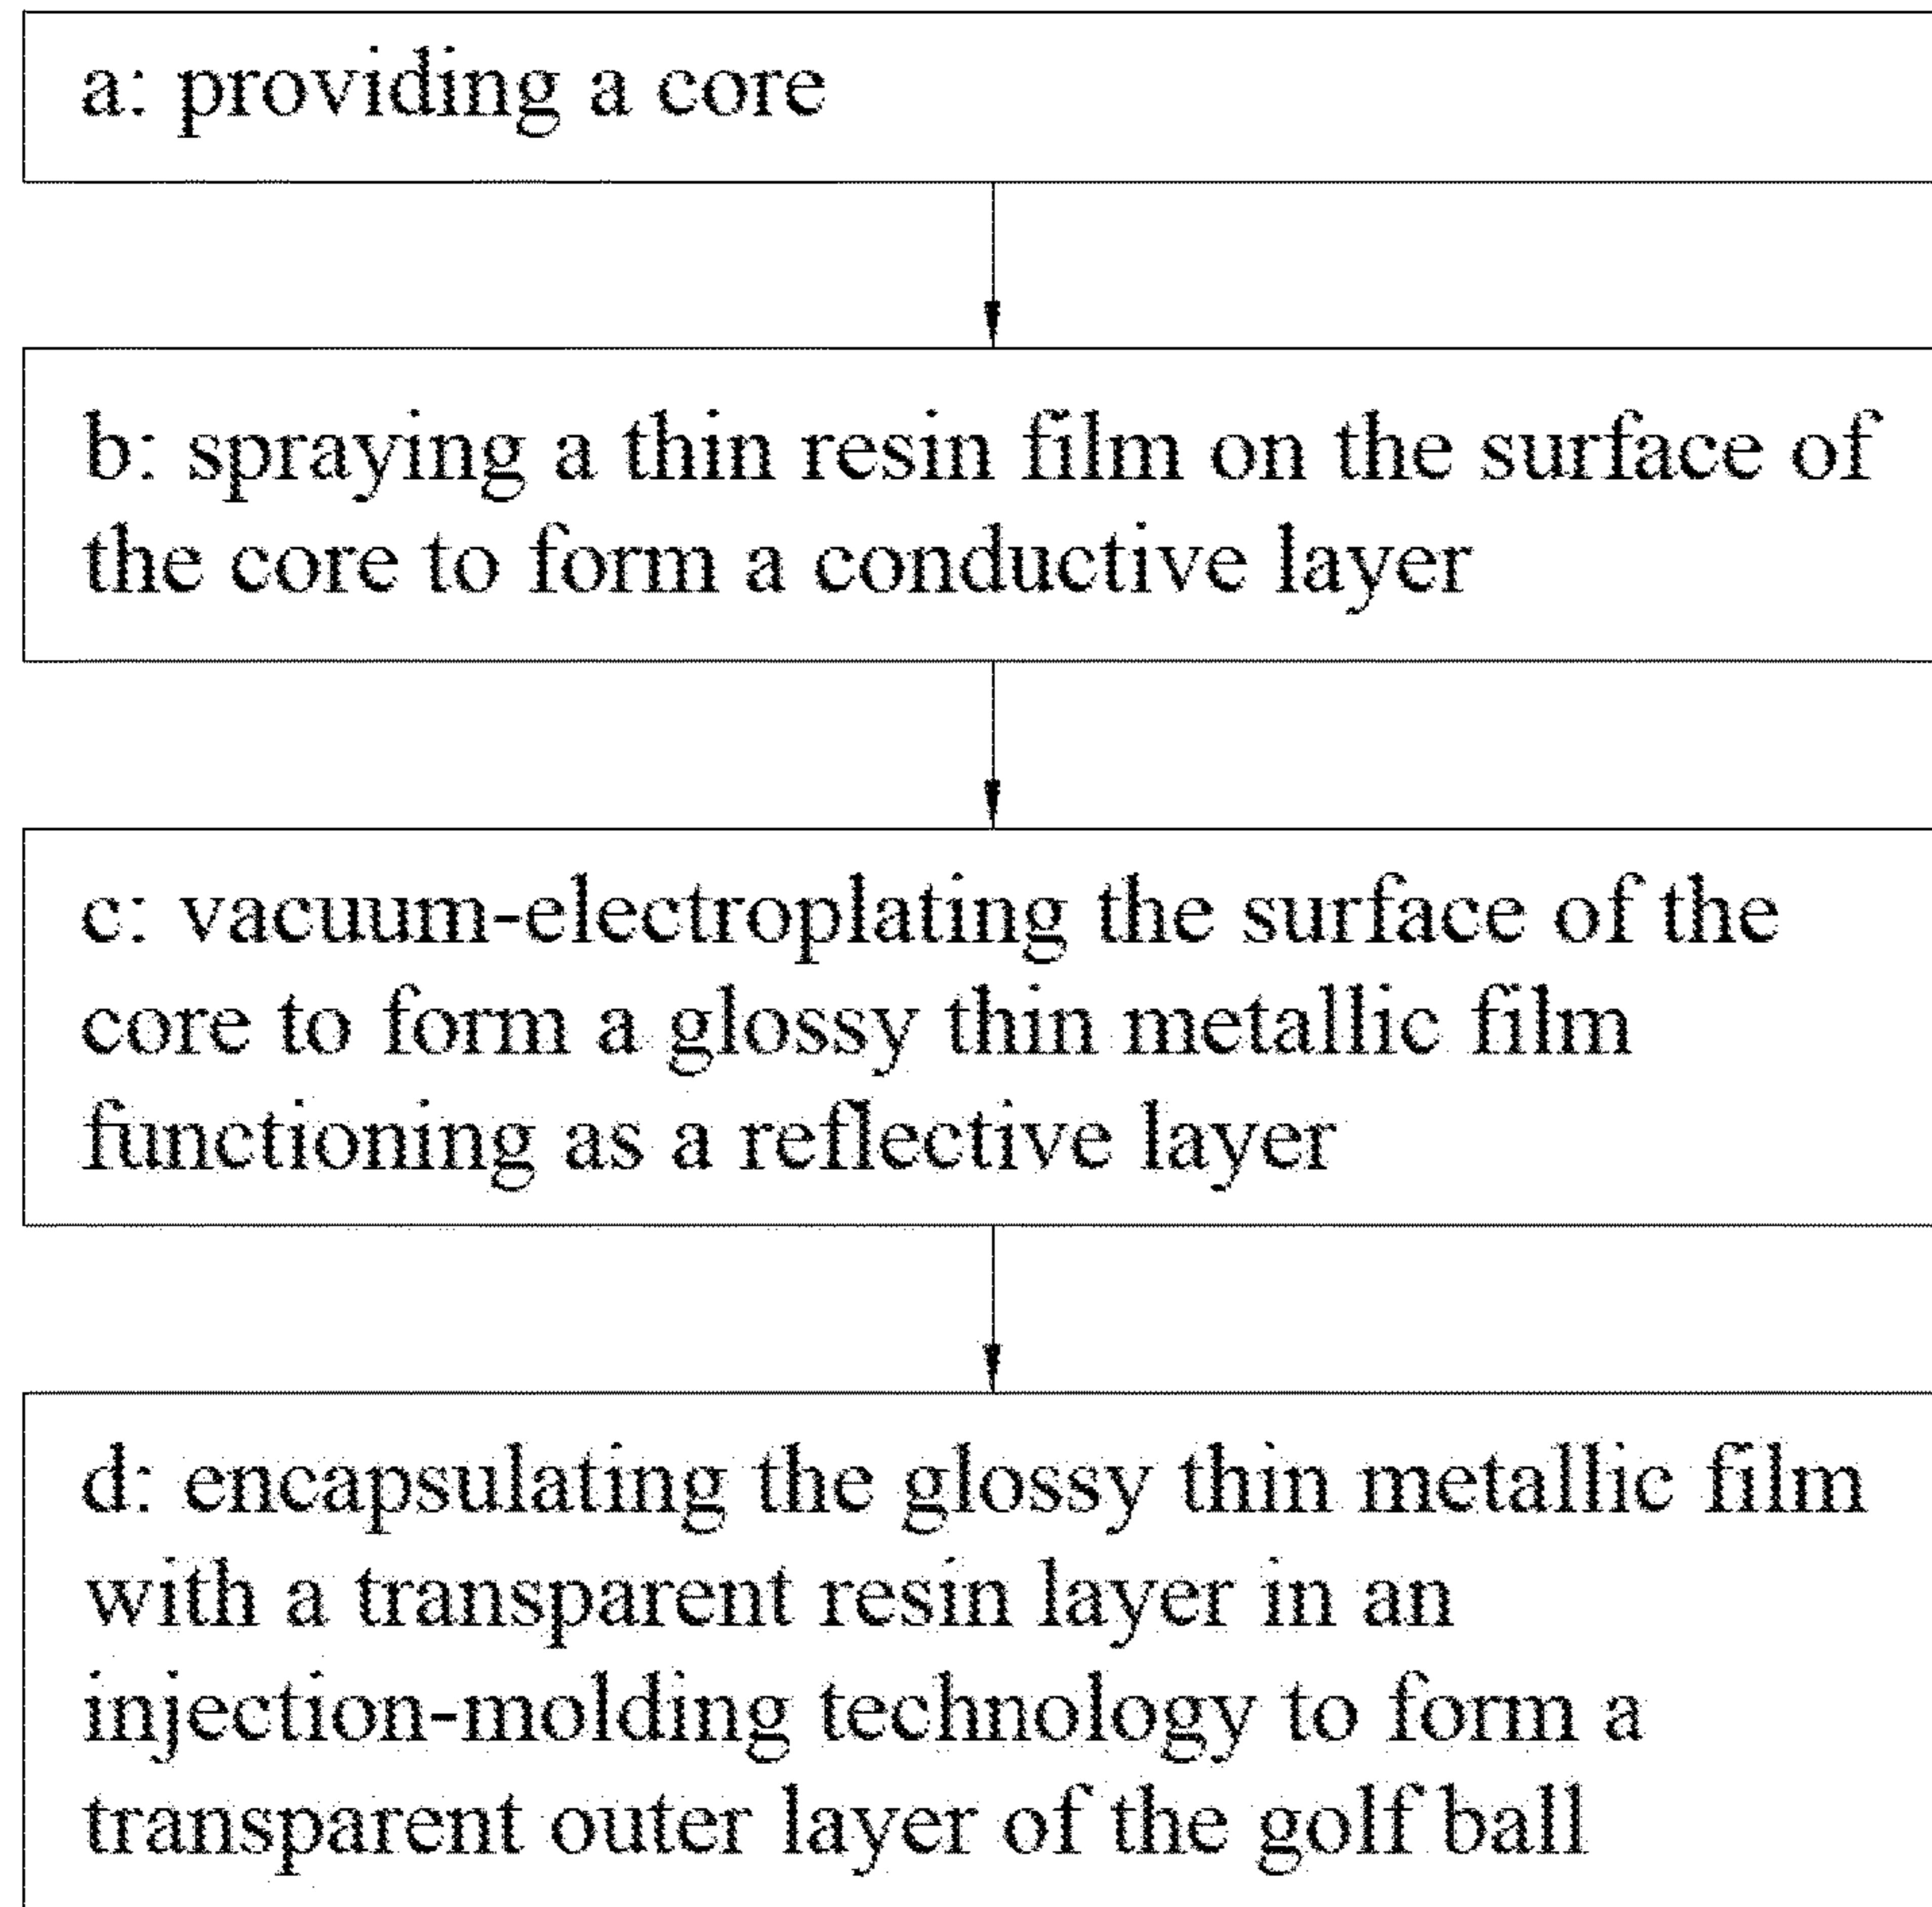 a: providing a core
b: spraying a thin resin film on the surface of
the core to form a conductive layer
c: vacuum-electroplating the surface of the
core to form a glossy thin metallic film
functioning as a reflective layer
d: encapsulating the glossy thin metallic film
with a transparent resin layer in an
injection-molding technology to form a
transparent outer layer of the golf ball